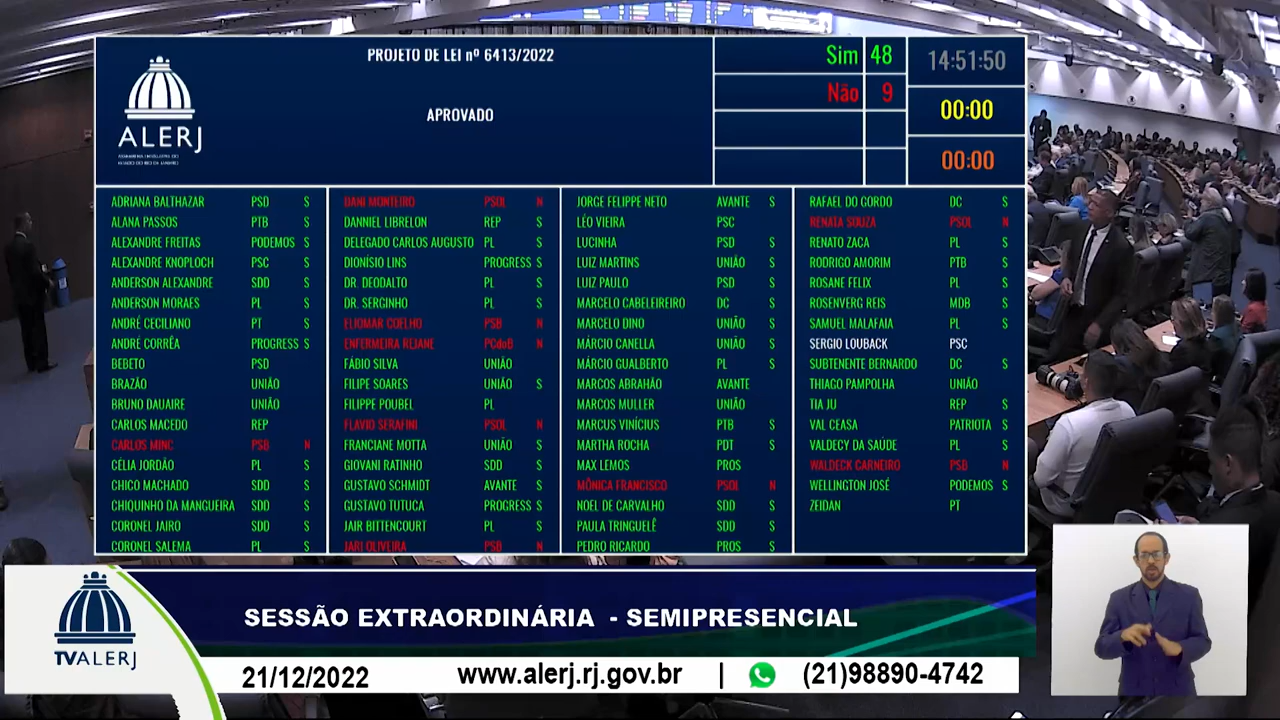 PROJETO DE LEI nº 6413/2022
APROVADO
ALERJ
Sim 48
Não 9
14:51:50
00:00
00:00
ADRIANA BALTHAZAR PSD S
ALANA PASSOS PTB S
ALEXANDRE FREITAS PODEMOS S
ALEXANDRE KNOPLOCH PSC S
ANDERSON ALEXANDRE SDD S
ANDERSON MORAES PL S
ANDRÉ CECILIANO PT S
ANDRÉ CORRÊA PROGRESS S
BEBETO PSD
BRAZÃO UNIÃO
BRUNO DAUAIRE UNIÃO
CARLOS MACEDO REP
CARLOS MINC PSB N
CÉLIA JORDÃO PL S
CHICO MACHADO SDD S
CHIQUINHO DA MANGUEIRA SDD S
CORONEL JAIRO SDD S
CORONEL SALEMA PL S
DANI MONTEIRO PSOL N
DANNIEL LIBRELON REP S
DELEGADO CARLOS AUGUSTO PL S
DIONÍSIO LINS PROGRESS S
DR. DEODALTO PL S
DR. SERGINHO PL S
ELIOMAR COELHO PSB N
ENFERMEIRA REJANE PCdoB N
FÁBIO SILVA UNIÃO
FILIPE SOARES UNIÃO S
FILIPPE POUBEL PL
FLAVIO SERAFINI PSOL N
FRANCIANE MOTTA UNIÃO S
GIOVANI RATINHO SDD S
GUSTAVO SCHMIDT AVANTE S
GUSTAVO TUTUCA PROGRESS S
JAIR BITTENCOURT PL S
JARI OLIVEIRA PSB N
JORGE FELIPPE NETO AVANTE S
LÉO VIEIRA PSC
LUCINHA PSD S
LUIZ MARTINS UNIÃO S
LUIZ PAULO PSD S
MARCELO CABELEIREIRO DC S
MARCELO DINO UNIÃO S
MÁRCIO CANELLA UNIÃO S
MÁRCIO GUALBERTO PL S
MARCOS ABRAHÃO AVANTE
MARCOS MULLER UNIÃO
MARCUS VINÍCIUS PTB S
MARTHA ROCHA PDT S
MAX LEMOS PROS
MÔNICA FRANCISCO PSOL N
NOEL DE CARVALHO SDD S
PAULA TRINGUELÊ SDD S
PEDRO RICARDO PROS S
RAFAEL DO GORDO DC S
RENATA SOUZA PSOL N
RENATO ZACA PL S
RODRIGO AMORIM PTB S
ROSANE FELIX PL S
ROSENVERG REIS MDB S
SAMUEL MALAFAIA PL S
SERGIO LOUBACK PSC
SUBTENENTE BERNARDO DC S
THIAGO PAMPOLHA UNIÃO
TIA JU REP S
VAL CEASA PATRIOTA S
VALDECY DA SAÚDE PL S
WALDECK CARNEIRO PSB N
WELLINGTON JOSÉ PODEMOS S
ZEIDAN PT
TVALERJ
SESSÃO EXTRAORDINÁRIA - SEMIPRESENCIAL
21/12/2022 www.alerj.rj.gov.br | (21)98890-4742